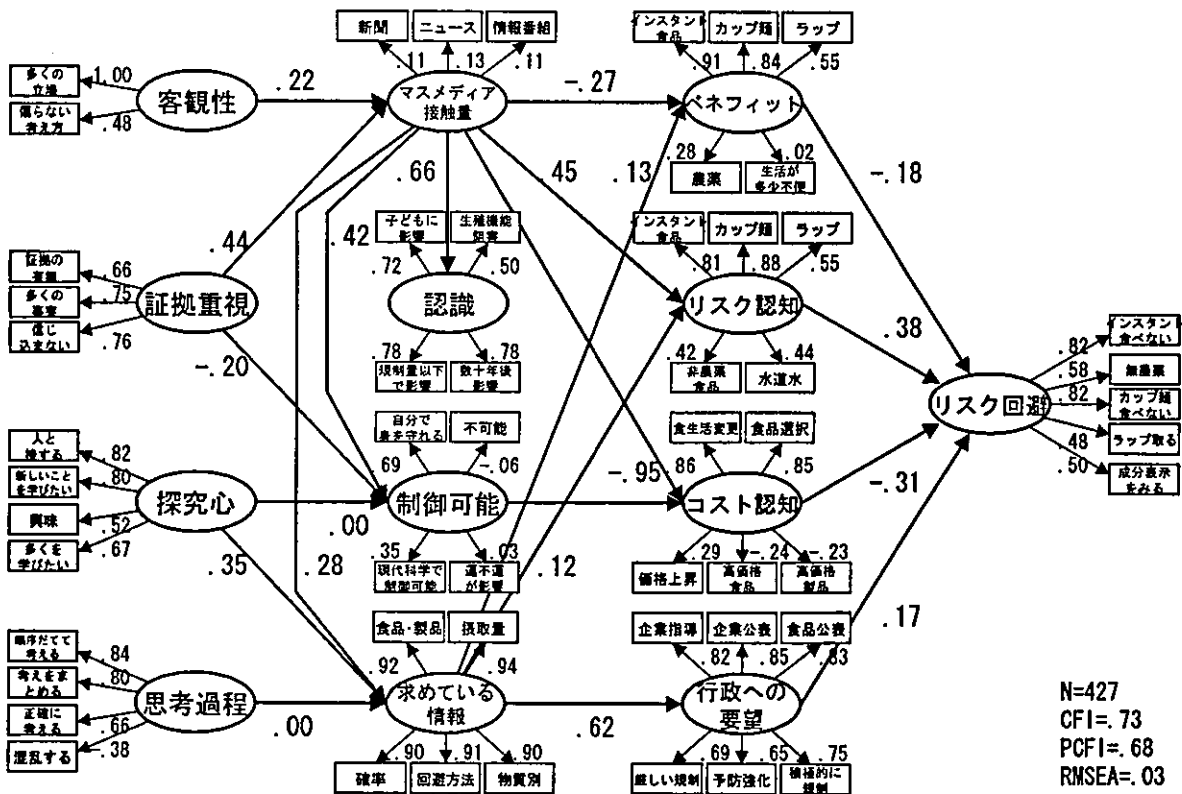 新聞
ニュース
情報番組
.11
.13
.11
インスタント
食品
カップ麺
ラップ
.91
.84
.55
多くの
立場
1.00
偏らない
考え方
.48
客観性
.22
マスメディア
接触量
-.27
ベネフィット
.28
.02
農薬
生活が
多少不便
.66
.45
.13
-.18
.44
.42
子どもに
影響
生殖機能
阻害
.72
.50
認識
.78
.78
規制量以下
で影響
数十年後
影響
インスタント
食品
カップ麺
ラップ
.81
.88
.55
リスク認知
.42
.44
非農薬
食品
水道水
.38
証拠の
.66
多くの
.75
信じ
込まない
.76
証拠重視
-.20
インスタント
食べない
.82
無農薬
.58
カップ麺
食べない
.82
ラップ取る
.48
成分表示
をみる
.50
リスク回避
自分で
身を守れる
不可能
.69
-.06
制御可能
.35
.03
現代科学で
制御可能
運不運
が影響
食生活変更
食品選択
.86
.85
-.95
コスト認知
-.31
.29
-.24
-.23
価格上昇
高価格
食品
高価格
製品
人と
接する
.82
新しいこと
を学びたい
.80
興味
.52
多くを
学びたい
.67
探究心
.00
.35
.28
.12
.17
食品・製品
摂取量
.92
.94
求めている
情報
.90
.91
.90
確率
回避方法
物質別
.62
企業指導
企業公表
食品公表
.82
.85
.83
行政への
要望
.69
.65
.75
厳しい規制
予防強化
積極的に
規制
順序だてて
考える
.84
考えをま
とめる
.80
正確に
考える
.66
混乱する
-.38
思考過程
.00
N=427
CFI=.73
PCFI=.68
RMSEA=.03